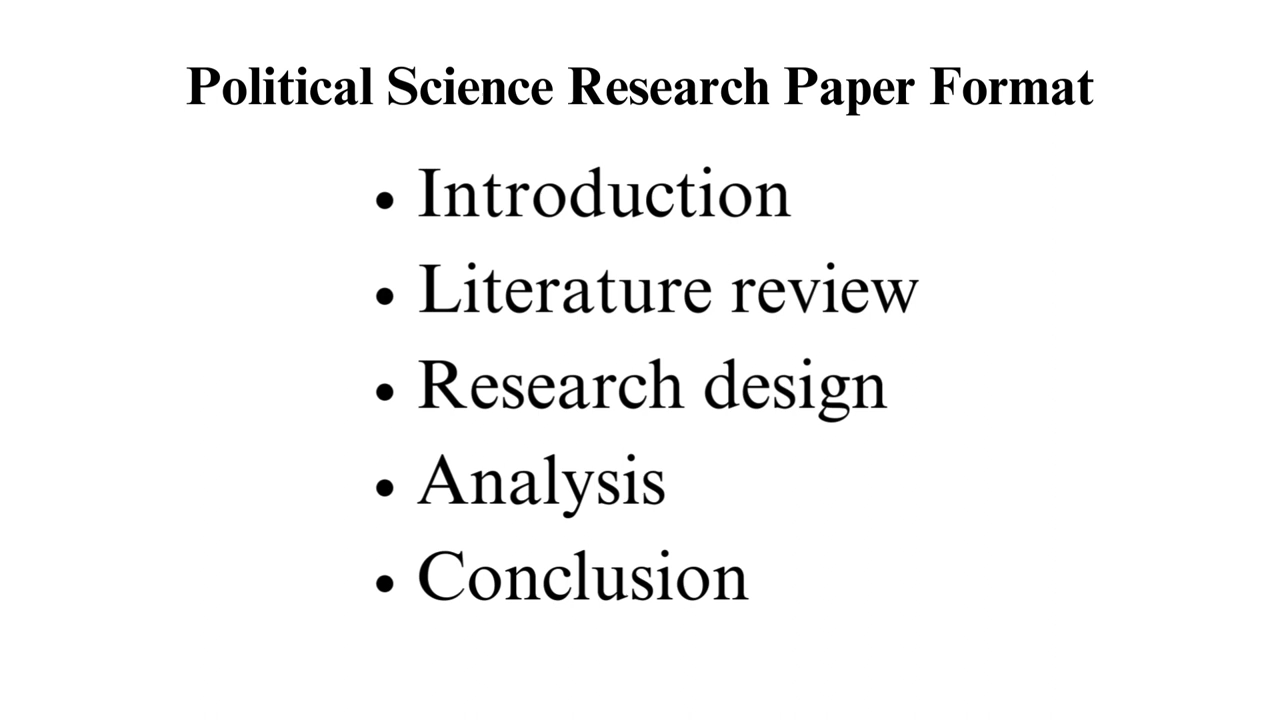 Political Science Research Paper Format
• Introduction
• Literature review
• Research design
• Analysis
• Conclusion